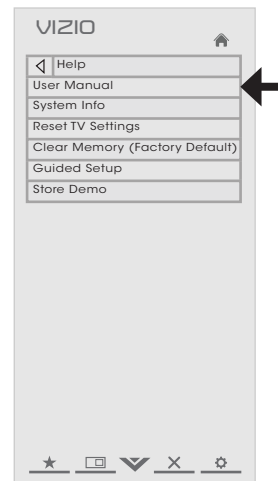 VIZIO
Help
User Manual
System Info
Reset TV Settings
Clear Memory (Factory Default)
Guided Setup
Store Demo